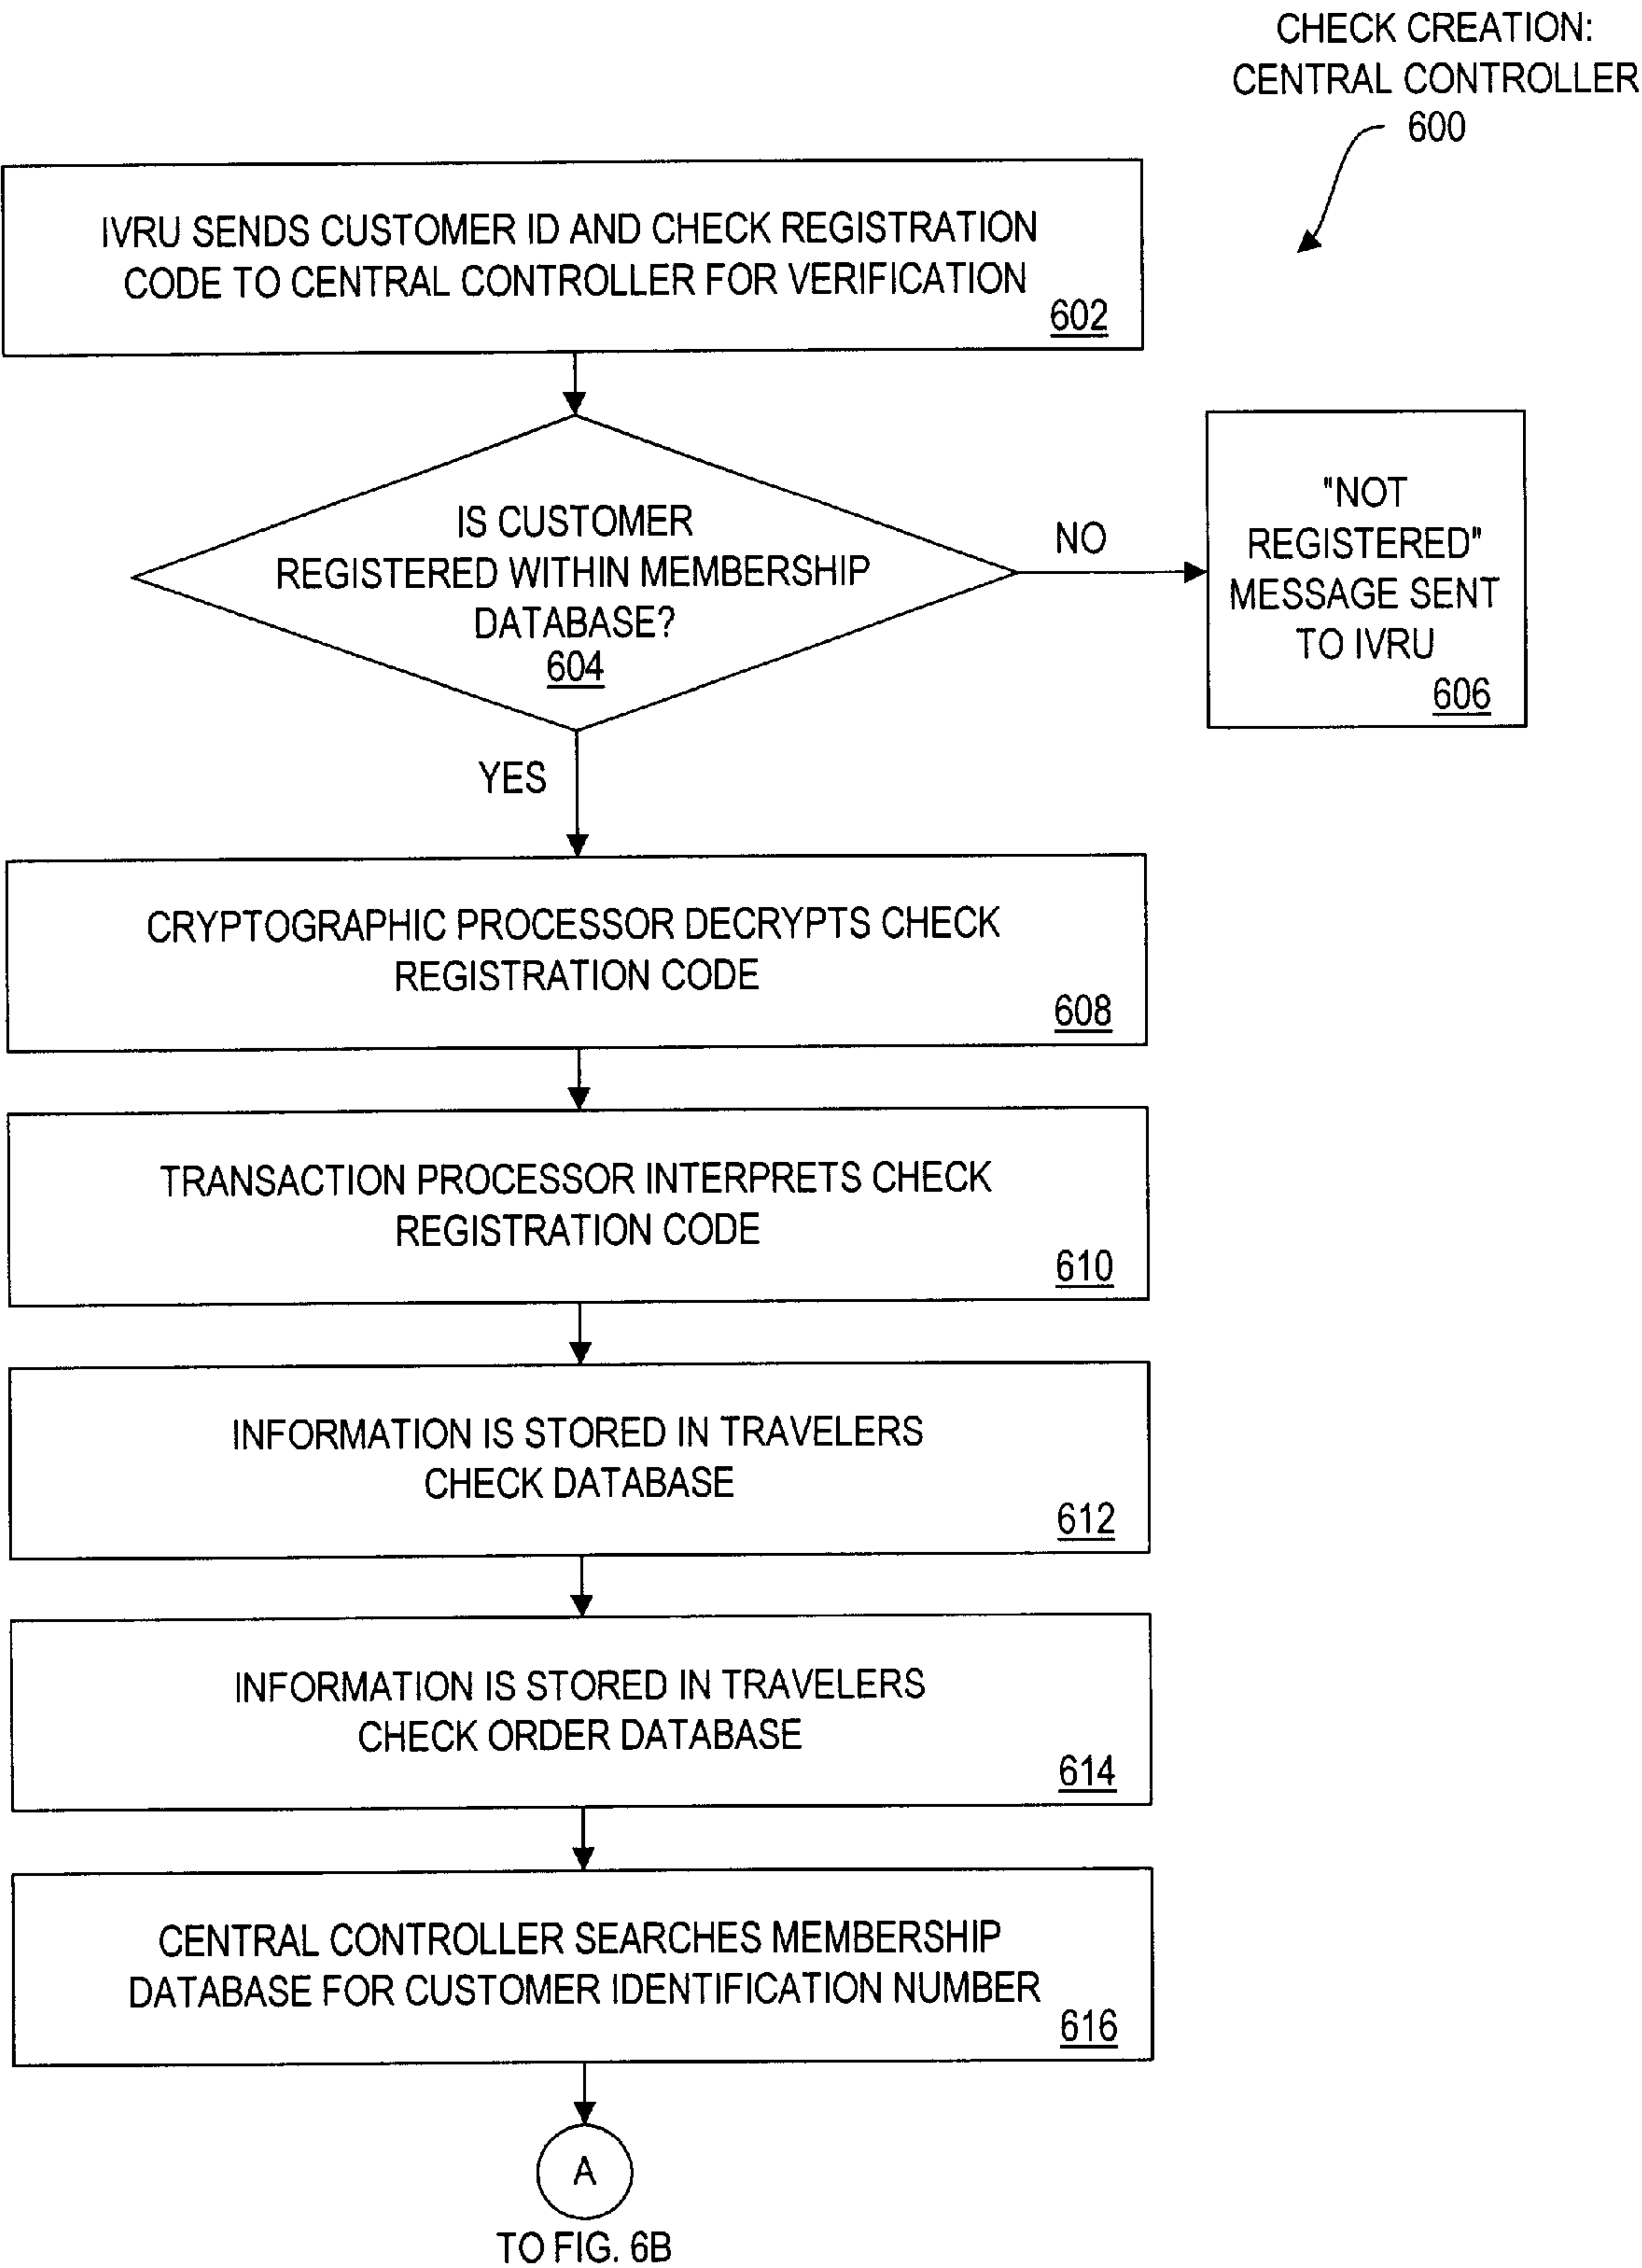 CHECK CREATION:
CENTRAL CONTROLLER
600
IVRU SENDS CUSTOMER ID AND CHECK REGISTRATION
CODE TO CENTRAL CONTROLLER FOR VERIFICATION
602
IS CUSTOMER
REGISTERED WITHIN MEMBERSHIP
DATABASE?
604
NO
"NOT
REGISTERED"
MESSAGE SENT
TO IVRU
606
YES
CRYPTOGRAPHIC PROCESSOR DECRYPTS CHECK
REGISTRATION CODE
608
TRANSACTION PROCESSOR INTERPRETS CHECK
REGISTRATION CODE
610
INFORMATION IS STORED IN TRAVELERS
CHECK DATABASE
612
INFORMATION IS STORED IN TRAVELERS
CHECK ORDER DATABASE
614
CENTRAL CONTROLLER SEARCHES MEMBERSHIP
DATABASE FOR CUSTOMER IDENTIFICATION NUMBER
616
A
TO FIG. 6B